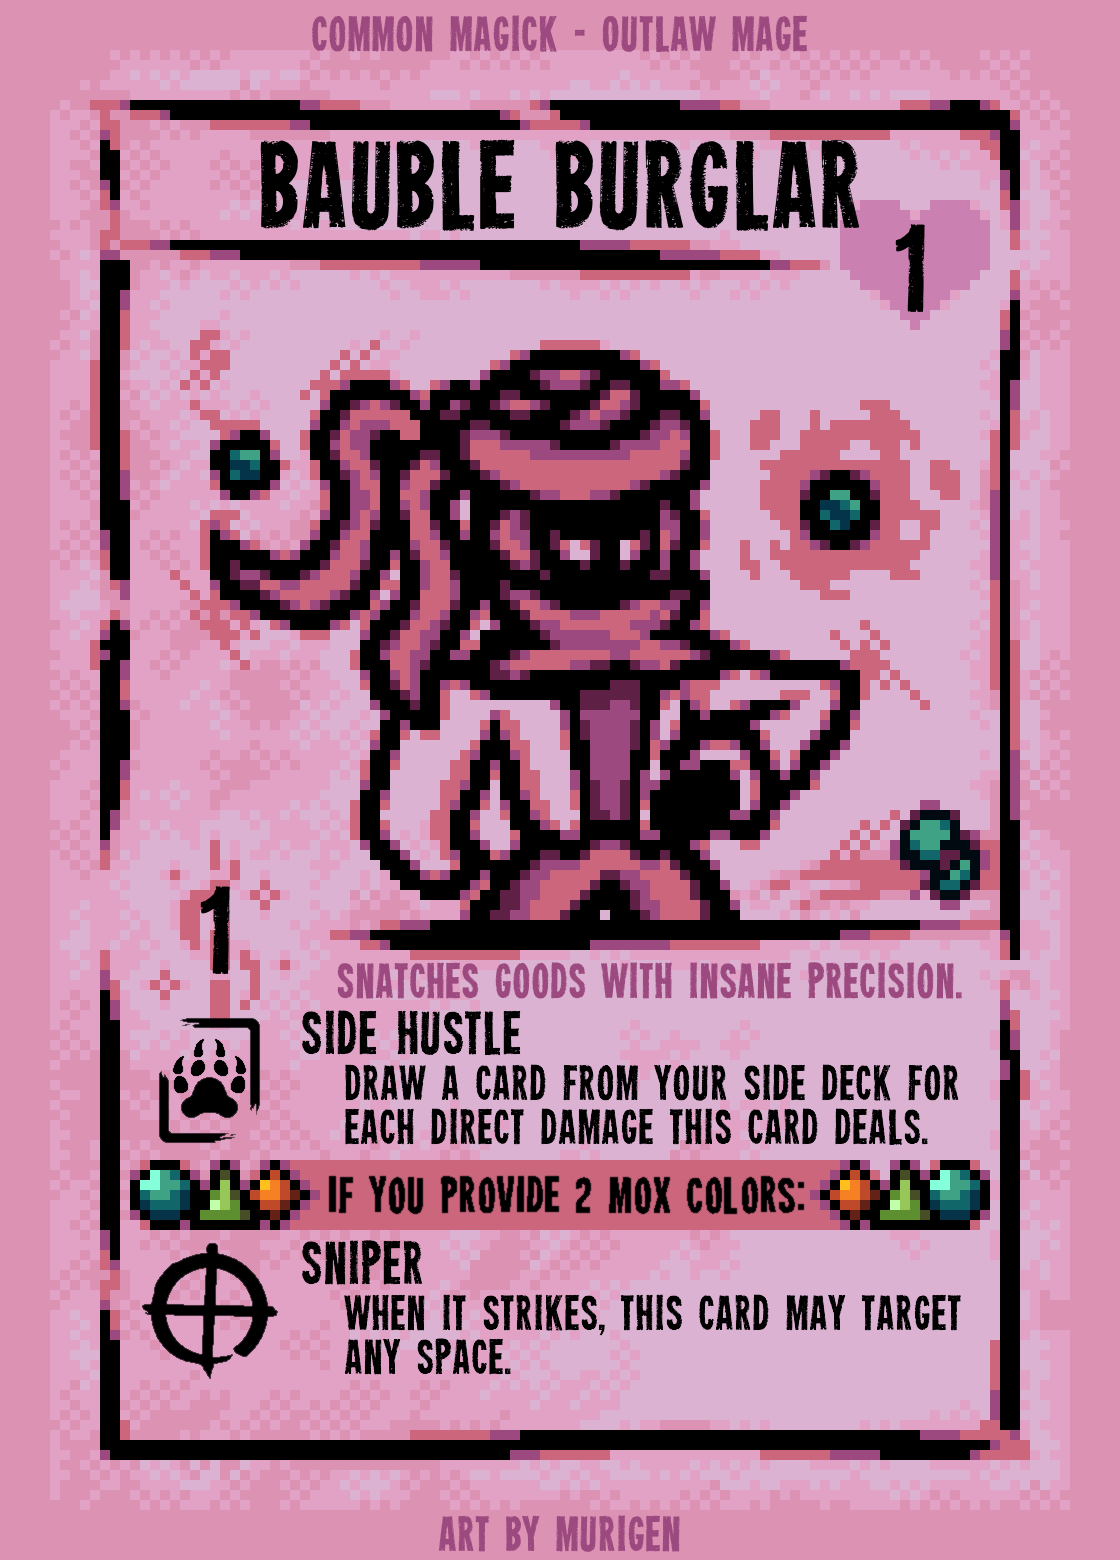 COMMON MAGICK - OUTLAW MAGE
BAUBLE BURGLAR
1
1
SNATCHES GOODS WITH INSANE PRECISION.
SIDE HUSTLE
DRAW A CARD FROM YOUR SIDE DECK FOR
EACH DIRECT DAMAGE THIS CARD DEALS.
IF YOU PROVIDE 2 MOX COLORS:
SNIPER
WHEN IT STRIKES, THIS CARD MAY TARGET
ANY SPACE.
ART BY MURIGEN